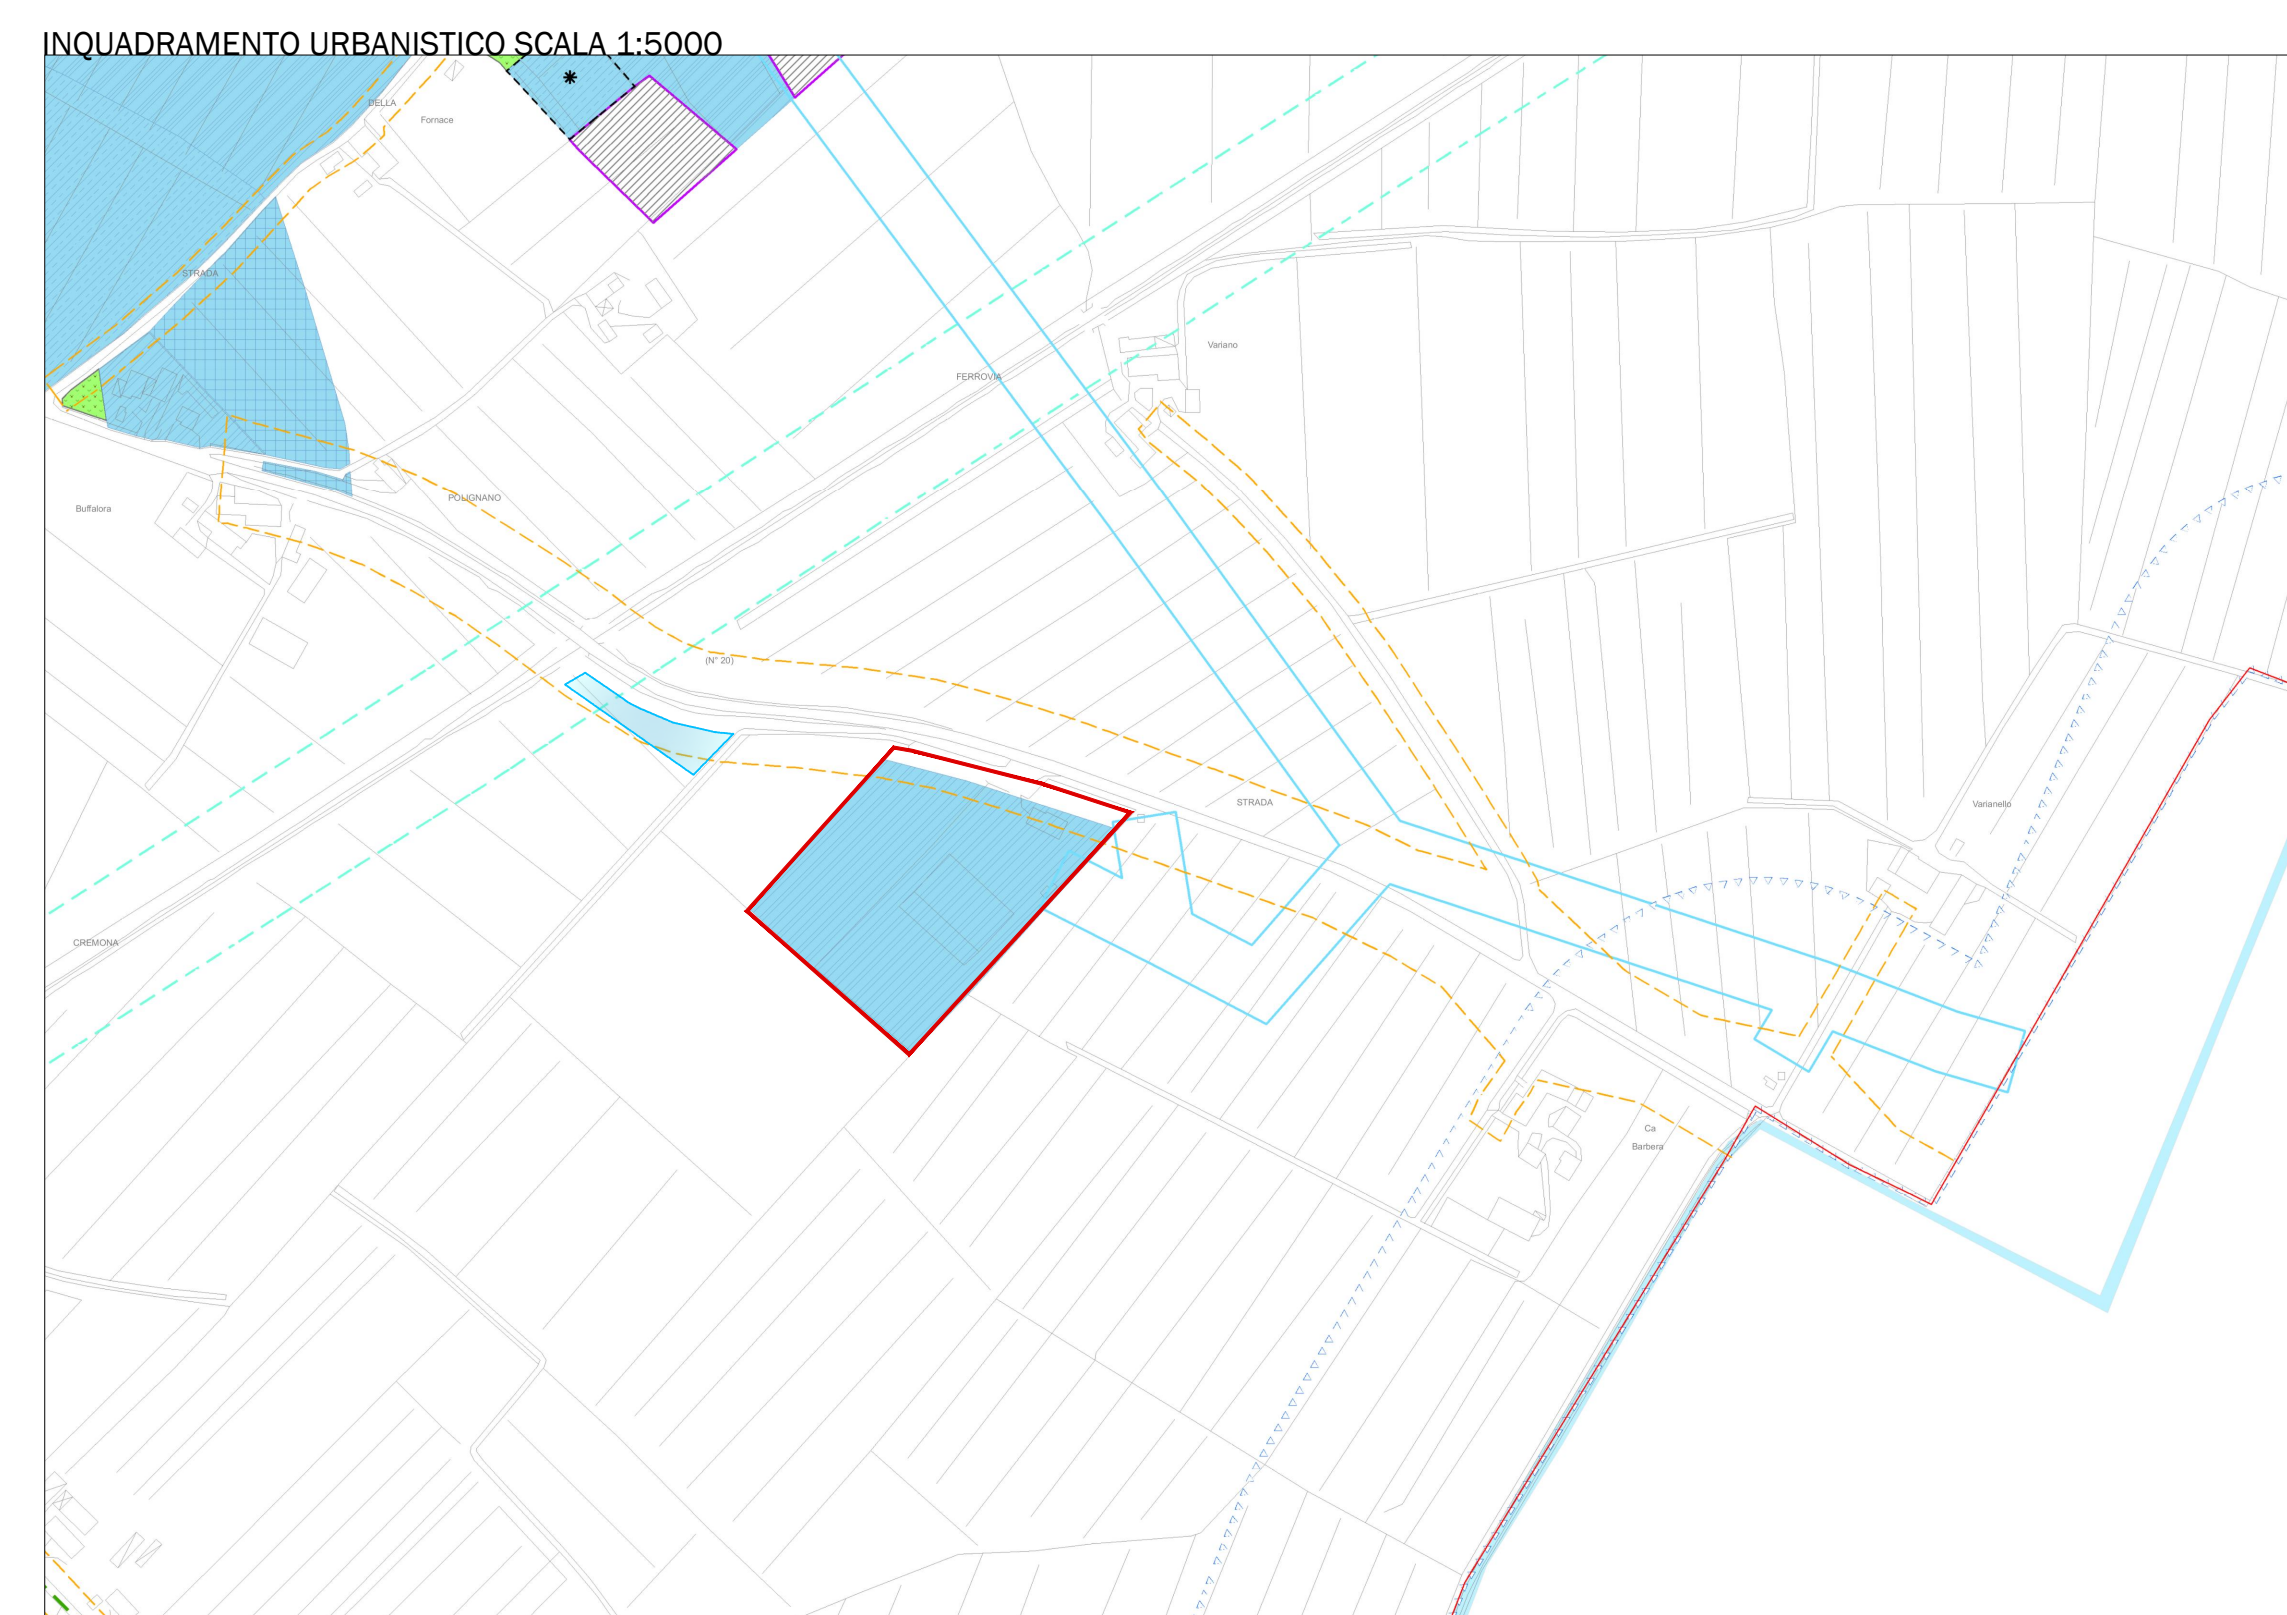 INQUADRAMENTO URBANISTICO SCALA 1:5000
DELLA
Fornace
STRADA
Variano
FERROVIA
POLIGNANO
Buffalora
(N° 20)
STRADA
Varianello
CREMONA
Ca
Barbera